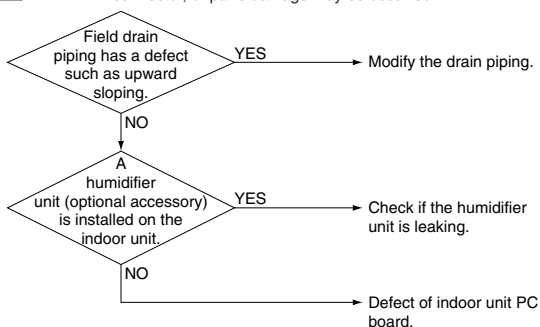 Field drain
piping has a defect
such as upward
sloping.
YES
Modify the drain piping.
NO
A
humidifier
unit (optional accessory)
is installed on the
indoor unit.
YES
Check if the humidifier
unit is leaking.
NO
Defect of indoor unit PC
board.